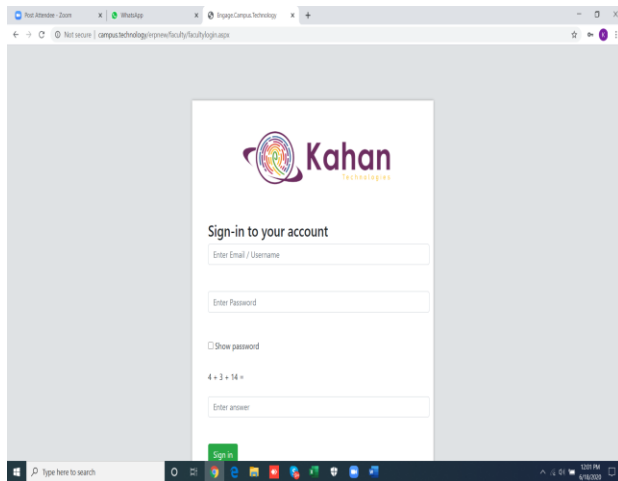 Post Attendee - Zoom
WhatsApp
Engage.Campus.Technology
Not secure | campus.technology/erpnew/faculty/facultylogin.aspx
K
Kahan
Technologies
Sign-in to your account
Enter Email / Username
Enter Password
Show password
4 + 3 + 14 =
Enter answer
Sign in
Type here to search
12:01 PM
6/18/2020